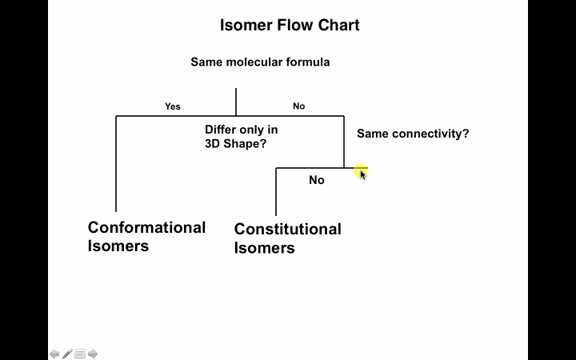 Isomer Flow Chart
Same molecular formula
Yes
No
Differ only in
3D Shape?
Same connectivity?
No
Conformational
Isomers
Constitutional
Isomers